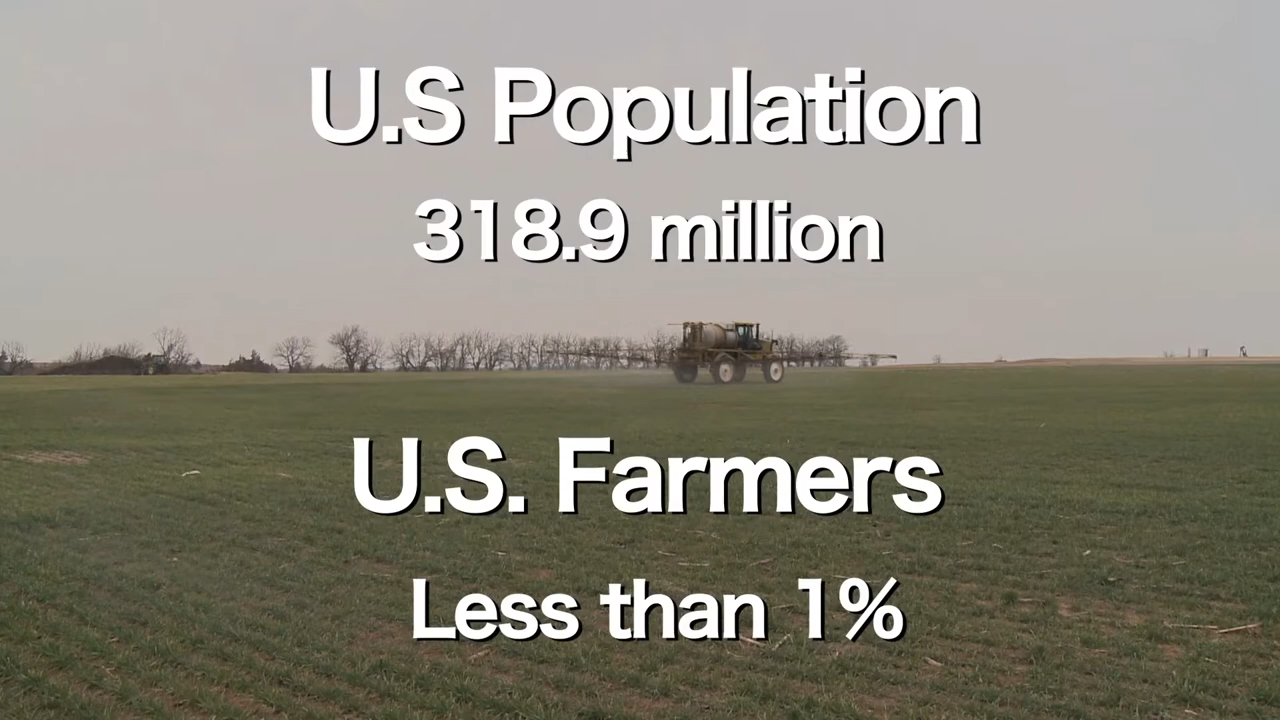 U.S Population
318.9 million
U.S. Farmers
Less than 1%